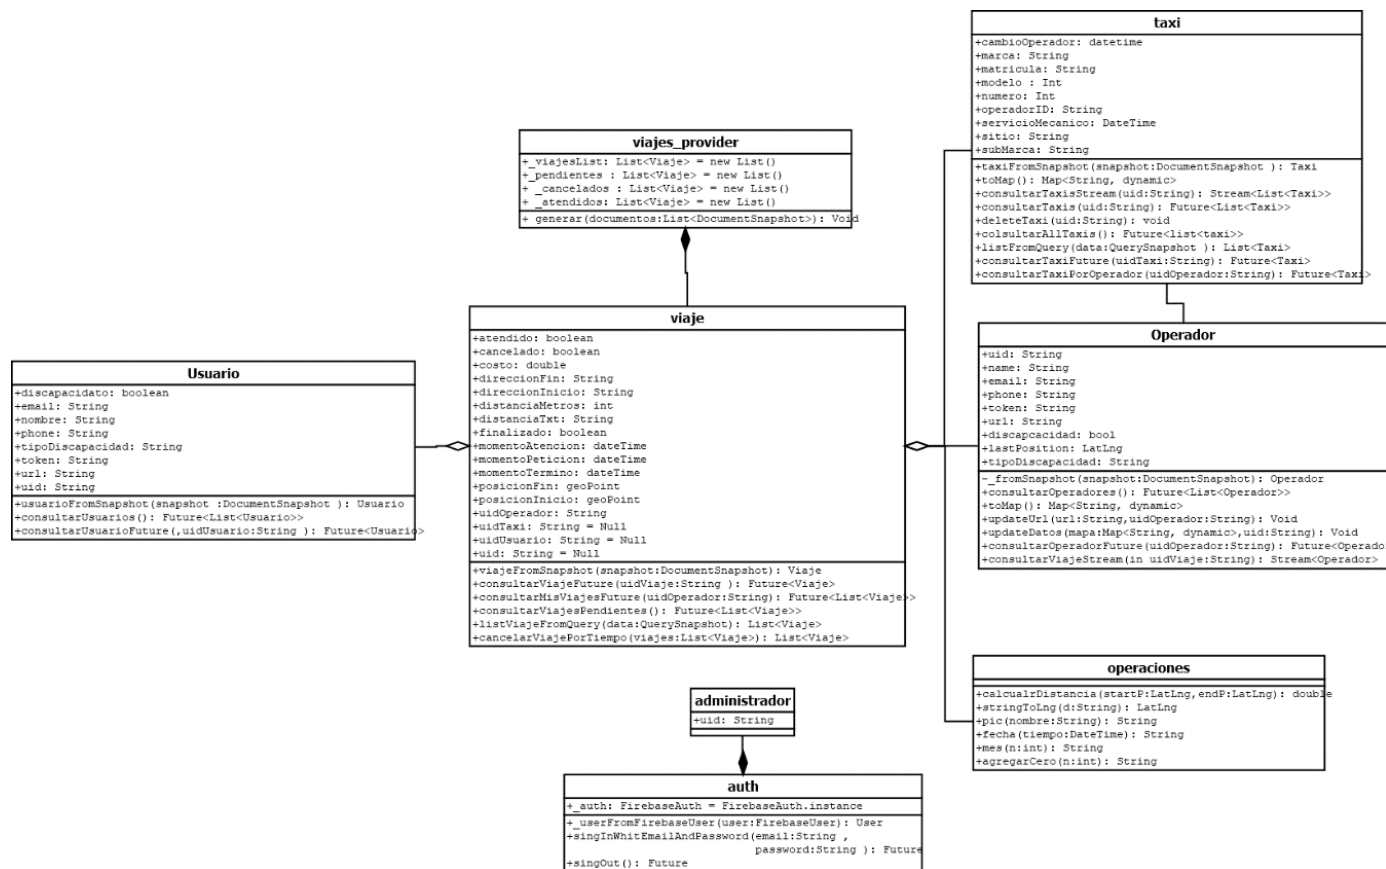 taxi
+cambioOperador: datetime
+marca: String
+matricula: String
+modelo : Int
+numero: Int
+operadorID: String
+servicioMecanico: DateTime
+sitio: String
+subMarca: String
+taxiFromSnapshot(snapshot:DocumentSnapshot ): Taxi
+toMap(): Map<String, dynamic>
+consultarTaxisStream(uid:String): Stream<List<Taxi>>
+consultarTaxis(uid:String): Future<List<Taxi>>
+deleteTaxi(uid:String): void
+colsultarAllTaxis(): Future<list<taxi>>
+listFromQuery(data:QuerySnapshot ): List<Taxi>
+consultarTaxiFuture(uidTaxi:String): Future<Taxi>
+consultarTaxiPorOperador(uidOperador:String): Future<Taxi>
viajes_provider
+_viajesList: List<Viaje> = new List()
+_pendientes : List<Viaje> = new List()
+ _cancelados : List<Viaje> = new List()
+ _atendidos: List<Viaje> = new List()
+ generar(documentos:List<DocumentSnapshot>): Void
viaje
+atendido: boolean
+cancelado: boolean
+costo: double
+direccionFin: String
+direccionInicio: String
+distanciaMetros: int
+distanciaTxt: String
+finalizado: boolean
+momentoAtencion: dateTime
+momentoPeticion: dateTime
+momentoTermino: dateTime
+posicionFin: geoPoint
+posicionInicio: geoPoint
+uidOperador: String
+uidTaxi: String = Null
+uidUsuario: String = Null
+uid: String = Null
+viajeFromSnapshot(snapshot:DocumentSnapshot): Viaje
+consultarViajeFuture(uidViaje:String ): Future<Viaje>
+consultarMisViajesFuture(uidOperador:String): Future<List<Viaje>>
+consultarViajesPendientes(): Future<List<Viaje>>
+listViajeFromQuery(data:QuerySnapshot): List<Viaje>
+cancelarViajePorTiempo(viajes:List<Viaje>): List<Viaje>
Usuario
+discapacidato: boolean
+email: String
+nombre: String
+phone: String
+tipoDiscapacidad: String
+token: String
+url: String
+uid: String
+usuarioFromSnapshot(snapshot :DocumentSnapshot ): Usuario
+consultarUsuarios(): Future<List<Usuario>>
+consultarUsuarioFuture(,uidUsuario:String ): Future<Usuario>
Operador
+uid: String
+name: String
+email: String
+phone: String
+token: String
+url: String
+discapcacidad: bool
+lastPosition: LatLng
+tipoDiscapacidad: String
-_fromSnapshot(snapshot:DocumentSnapshot): Operador
+consultarOperadores(): Future<List<Operador>>
+toMap(): Map<String, dynamic>
+updateUrl(url:String,uidOperador:String): Void
+updateDatos(mapa:Map<String, dynamic>,uid:String): Void
+consultarOperadorFuture(uidOperador:String): Future<Operado
+consultarViajeStream(in uidViaje:String): Stream<Operador>
operaciones
+calcualrDistancia(startP:LatLng,endP:LatLng): double
+stringToLng(d:String): LatLng
+pic(nombre:String): String
+fecha(tiempo:DateTime): String
+mes(n:int): String
+agregarCero(n:int): String
administrador
+uid: String
auth
+_auth: FirebaseAuth = FirebaseAuth.instance
+_userFromFirebaseUser(user:FirebaseUser): User
+singInWhitEmailAndPassword(email:String ,
password:String ): Future
+singOut(): Future